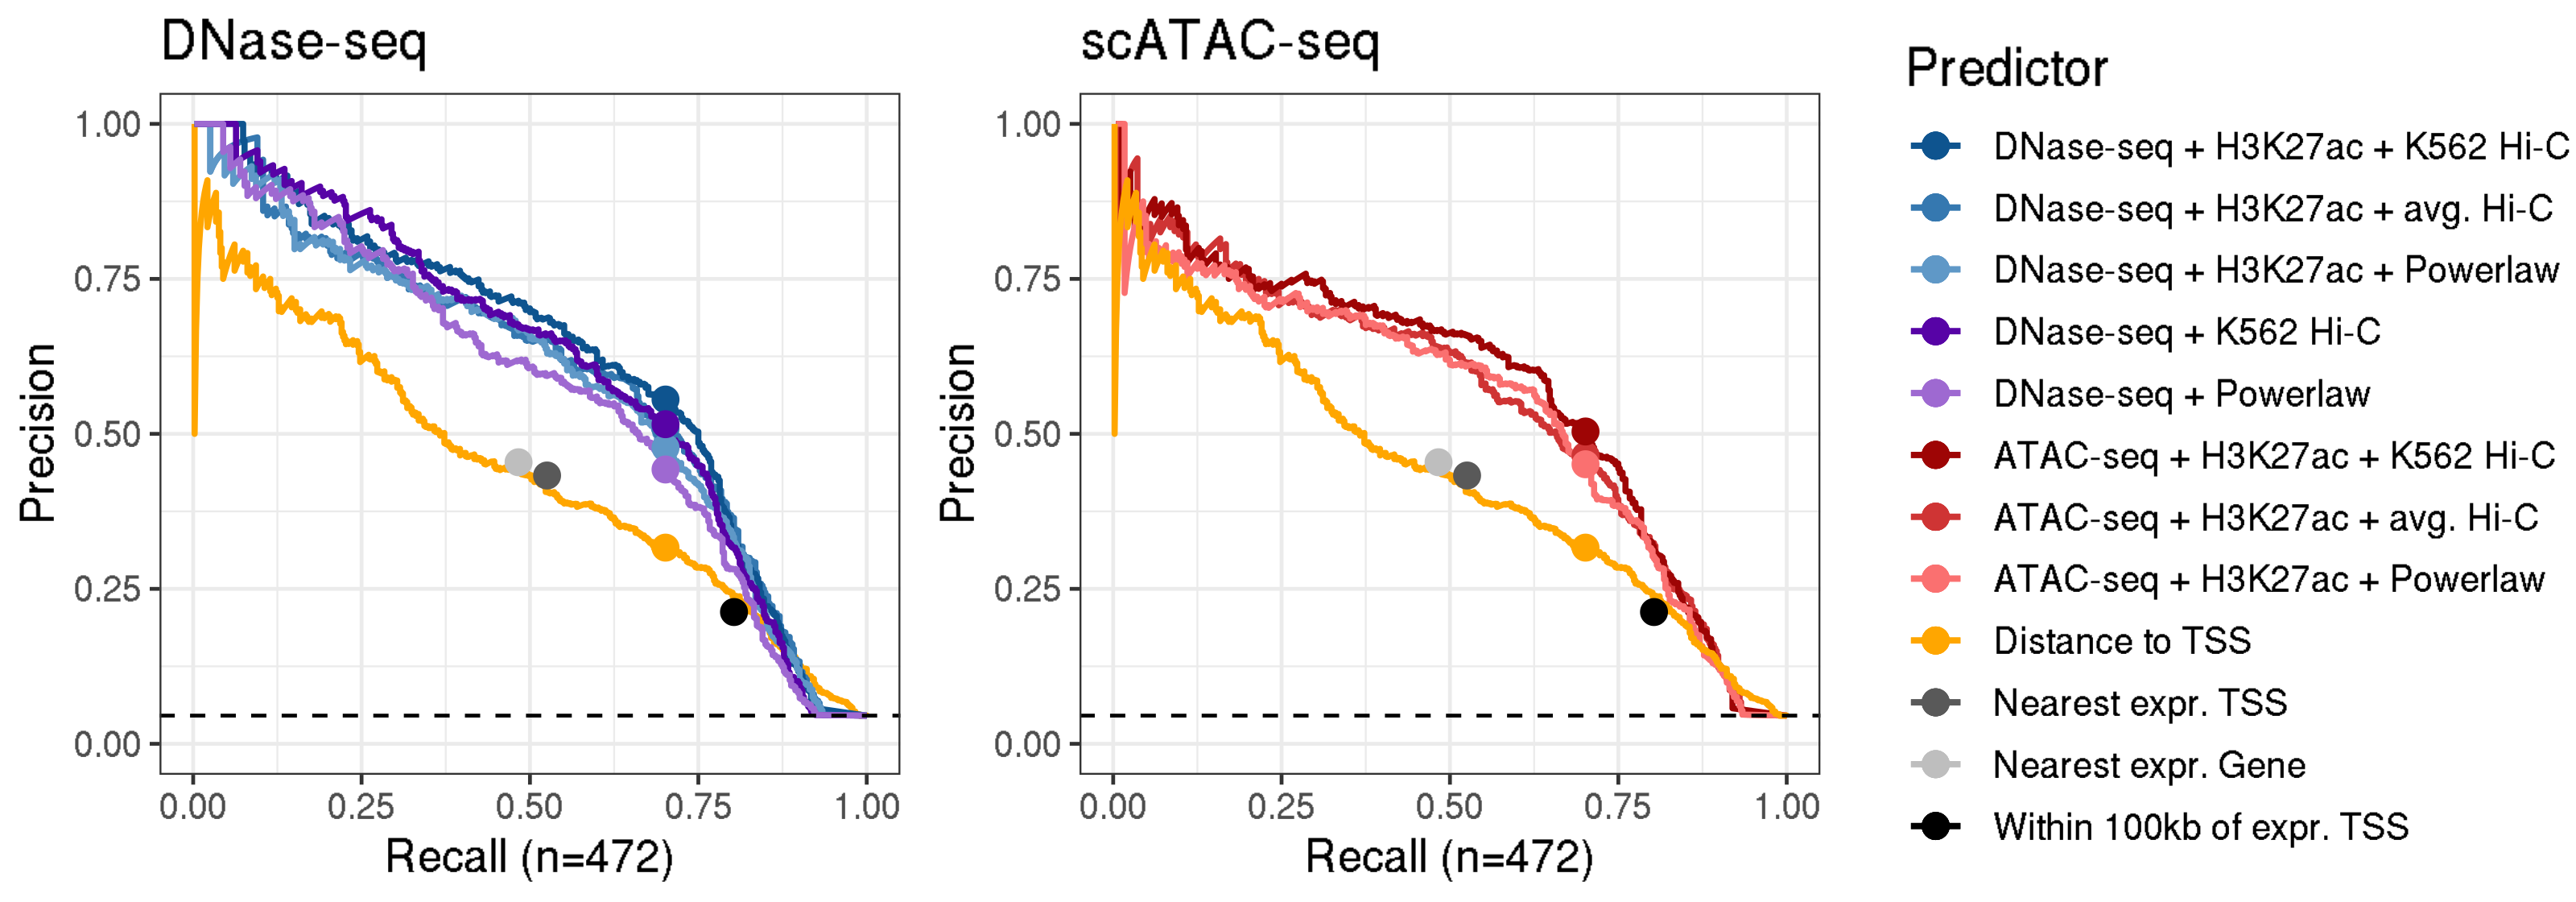 DNase-seq
1.00
0.75
0.50
0.25
0.00
Precision
0.00 0.25 0.50 0.75 1.00
Recall (n=472)
scATAC-seq
1.00
0.75
0.50
0.25
0.00
Precision
0.00 0.25 0.50 0.75 1.00
Recall (n=472)
Predictor
DNase-seq + H3K27ac + K562 Hi-C
DNase-seq + H3K27ac + avg. Hi-C
DNase-seq + H3K27ac + Powerlaw
DNase-seq + K562 Hi-C
DNase-seq + Powerlaw
ATAC-seq + H3K27ac + K562 Hi-C
ATAC-seq + H3K27ac + avg. Hi-C
ATAC-seq + H3K27ac + Powerlaw
Distance to TSS
Nearest expr. TSS
Nearest expr. Gene
Within 100kb of expr. TSS